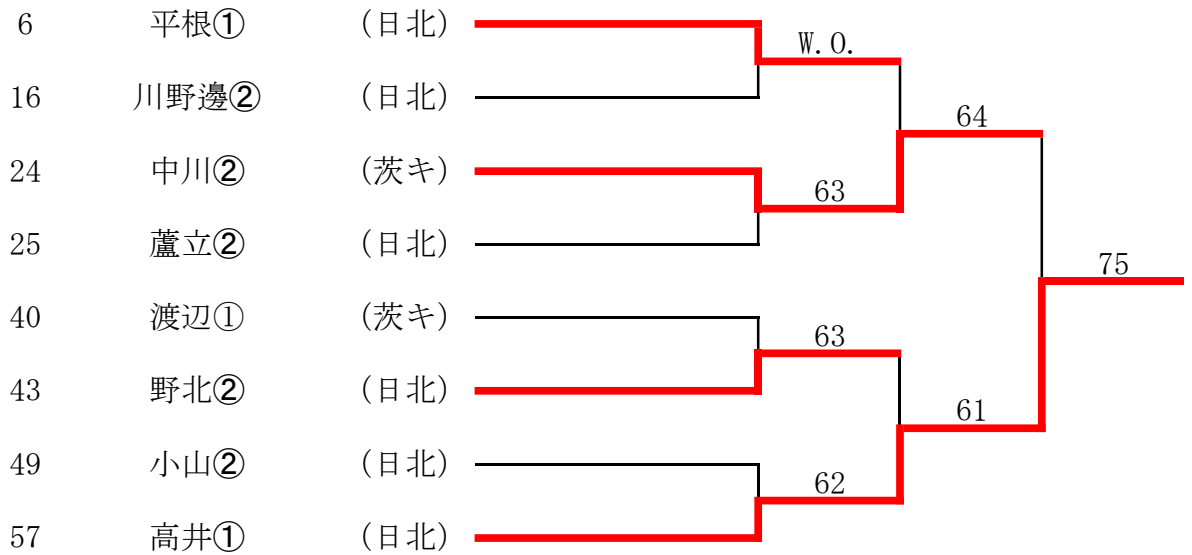 6 平根① (日北)
W.O.
16 川野邊② (日北)
64
24 中川② (茨キ)
63
25 蘆立② (日北)
75
40 渡辺① (茨キ)
63
43 野北② (日北)
61
49 小山② (日北)
62
57 高井① (日北)